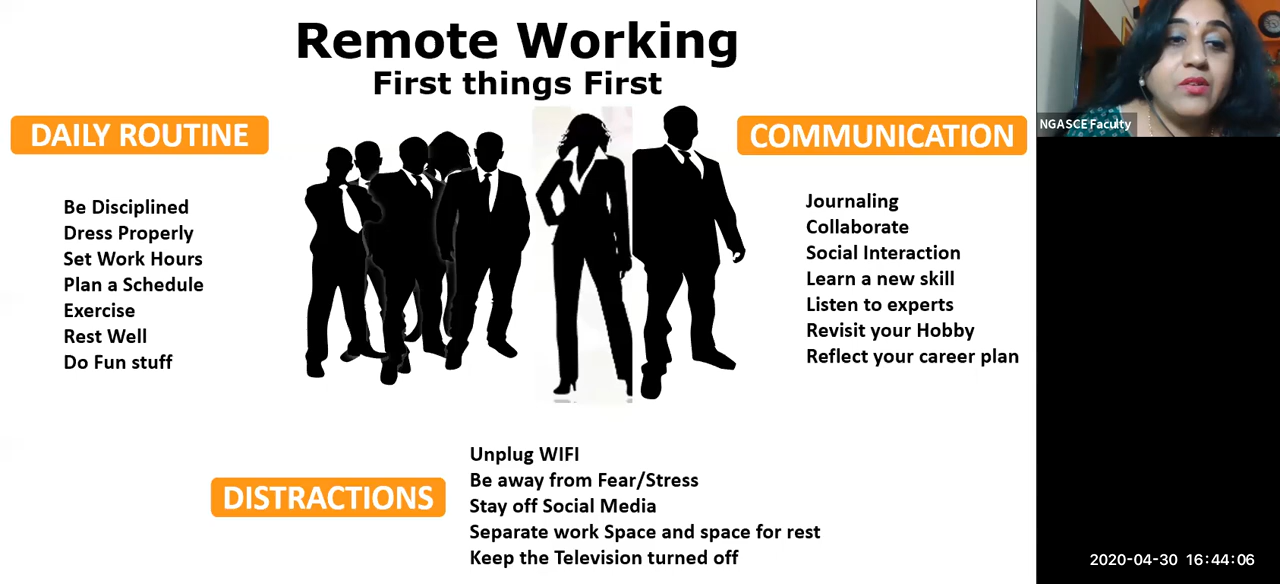 Remote Working
First things First
DAILY ROUTINE
Be Disciplined
Dress Properly
Set Work Hours
Plan a Schedule
Exercise
Rest Well
Do Fun stuff
COMMUNICATION
Journaling
Collaborate
Social Interaction
Learn a new skill
Listen to experts
Revisit your Hobby
Reflect your career plan
DISTRACTIONS
Unplug WIFI
Be away from Fear/Stress
Stay off Social Media
Separate work Space and space for rest
Keep the Television turned off
NGASCE Faculty
2020-04-30 16:44:06